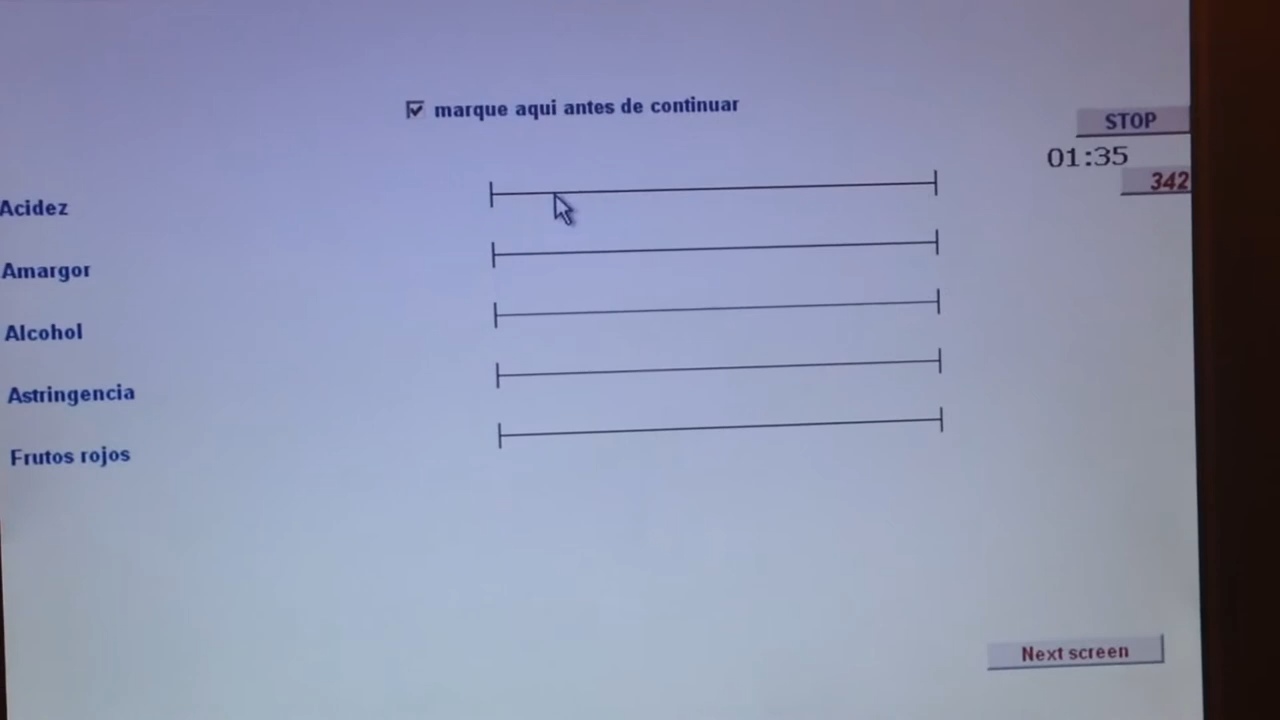 marque aqui antes de continuar
STOP
01:35
342
Acidez
Amargor
Alcohol
Astringencia
Frutos rojos
Next screen